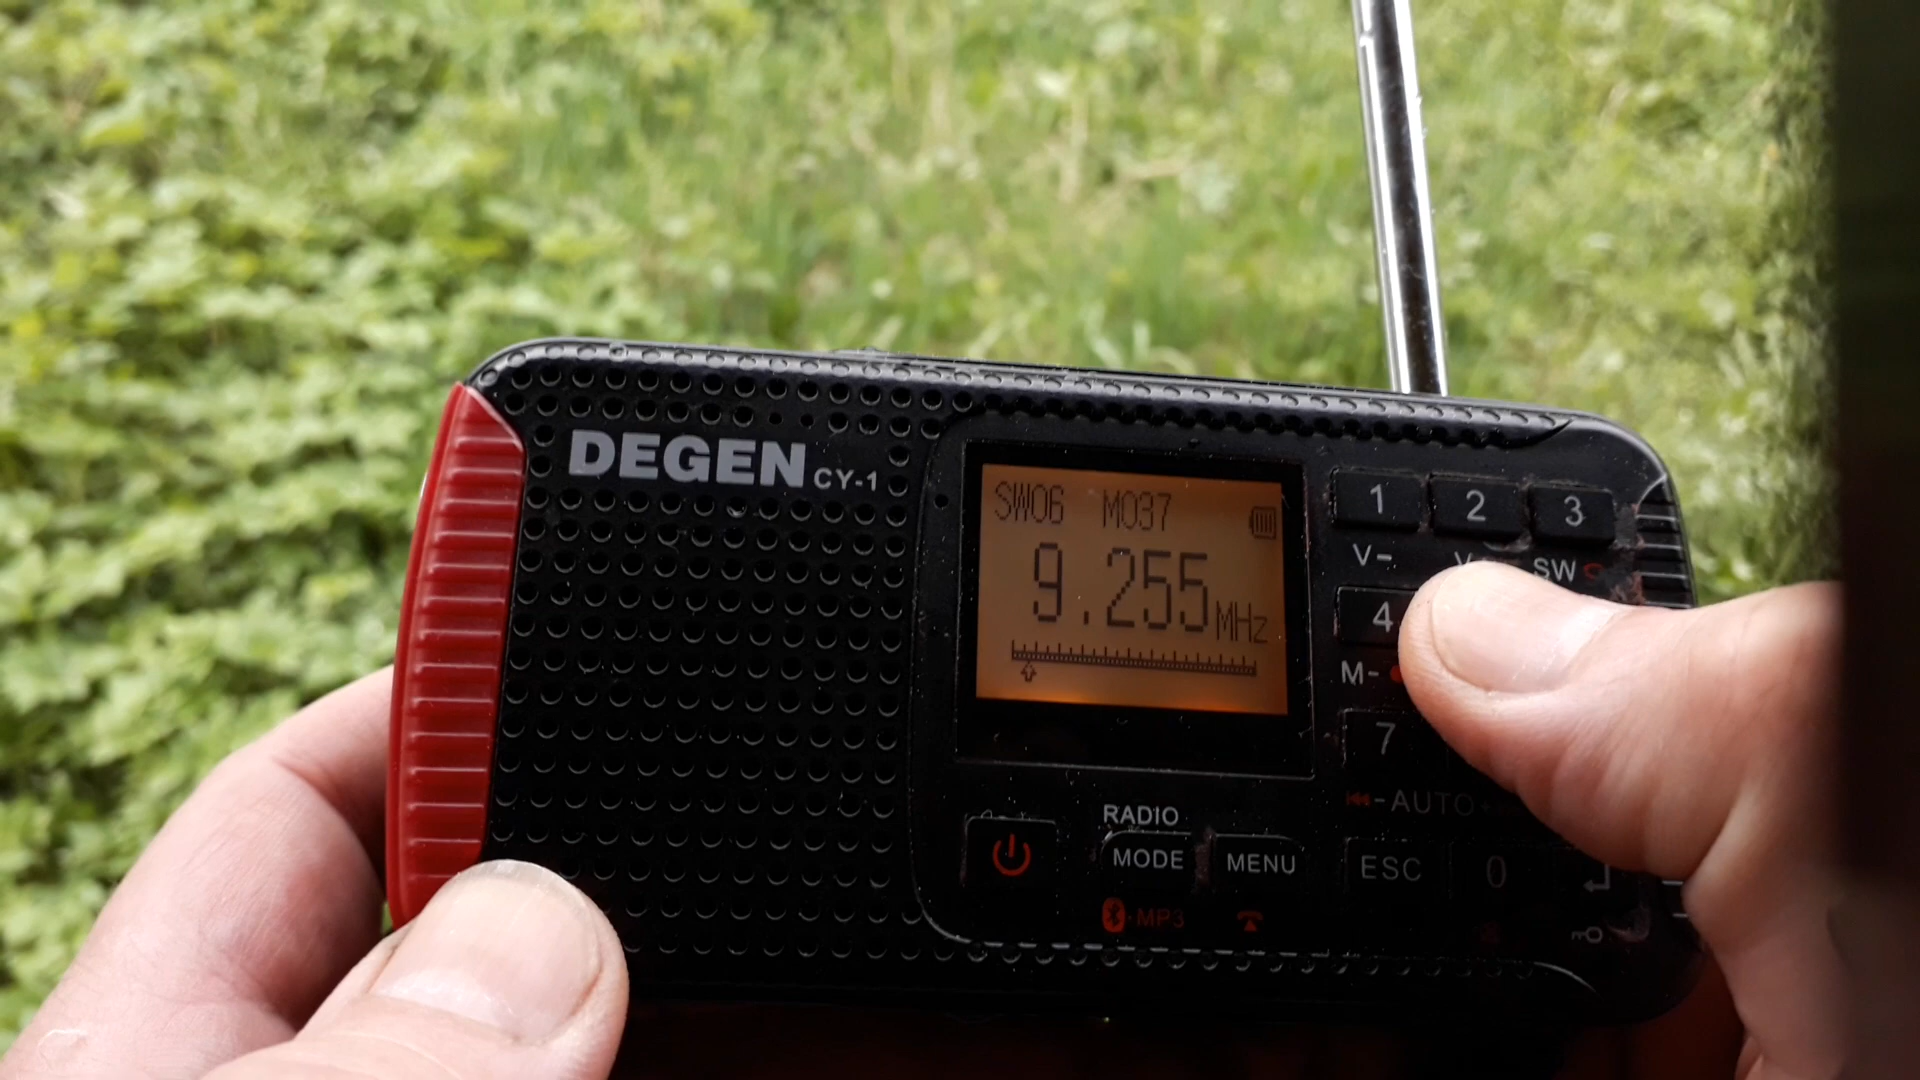 DEGEN CY-1
SW06 M037
9.255 MHz
1 2 3
V- V SW
4
M-
7
-AUTO
RADIO
MODE MENU ESC 0
MP3